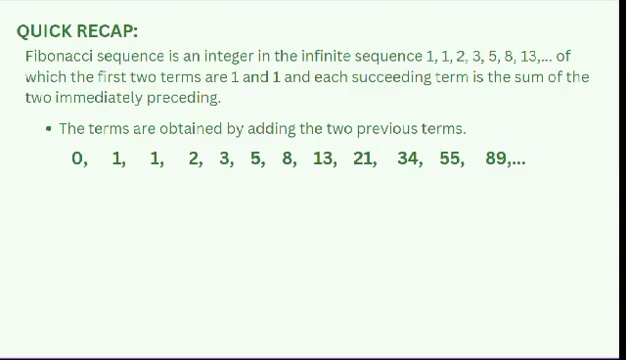 QUICK RECAP:
Fibonacci sequence is an integer in the infinite sequence 1, 1, 2, 3, 5, 8, 13,... of
which the first two terms are 1 and 1 and each succeeding term is the sum of the
two immediately preceding.
• The terms are obtained by adding the two previous terms.
0, 1, 1, 2, 3, 5, 8, 13, 21, 34, 55, 89,...